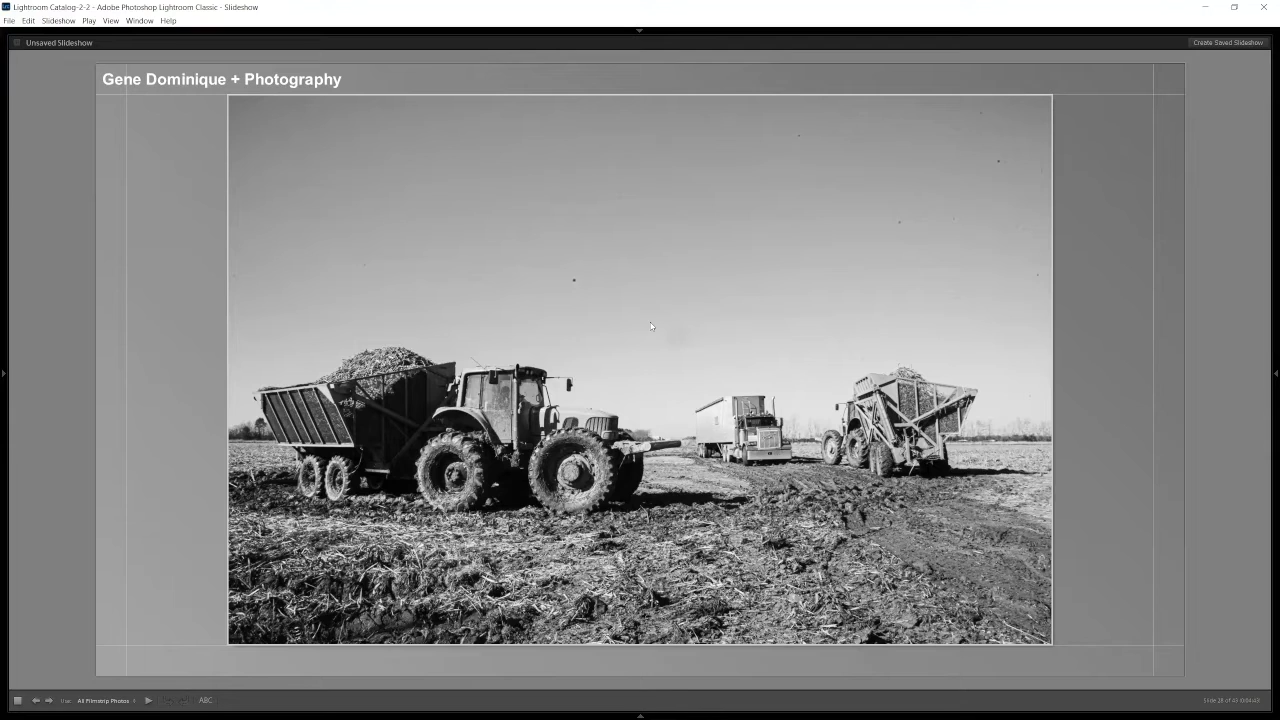 Lightroom Catalog-2-2 - Adobe Photoshop Lightroom Classic - Slideshow
File Edit Slideshow Play View Window Help
Unsaved Slideshow
Create Saved Slideshow
Gene Dominique + Photography
Use: All Filmstrip Photos
ABC